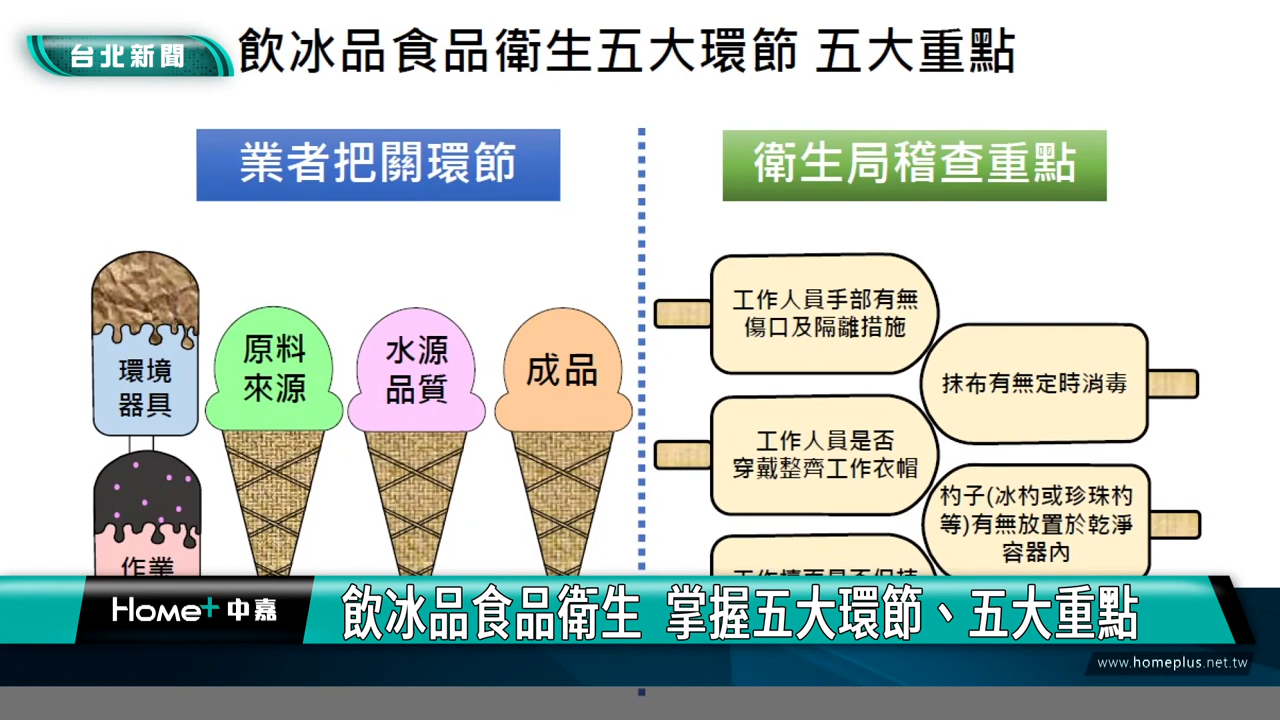 台北新聞
飲冰品食品衛生五大環節 五大重點
業者把關環節
衛生局稽查重點
環境
器具
原料
來源
水源
品質
成品
作業
工作人員手部有無
傷口及隔離措施
抹布有無定時消毒
工作人員是否
穿戴整齊工作衣帽
杓子(冰杓或珍珠杓
等)有無放置於乾淨
容器內
Home+中嘉
飲冰品食品衛生 掌握五大環節、五大重點
www.homeplus.net.tw